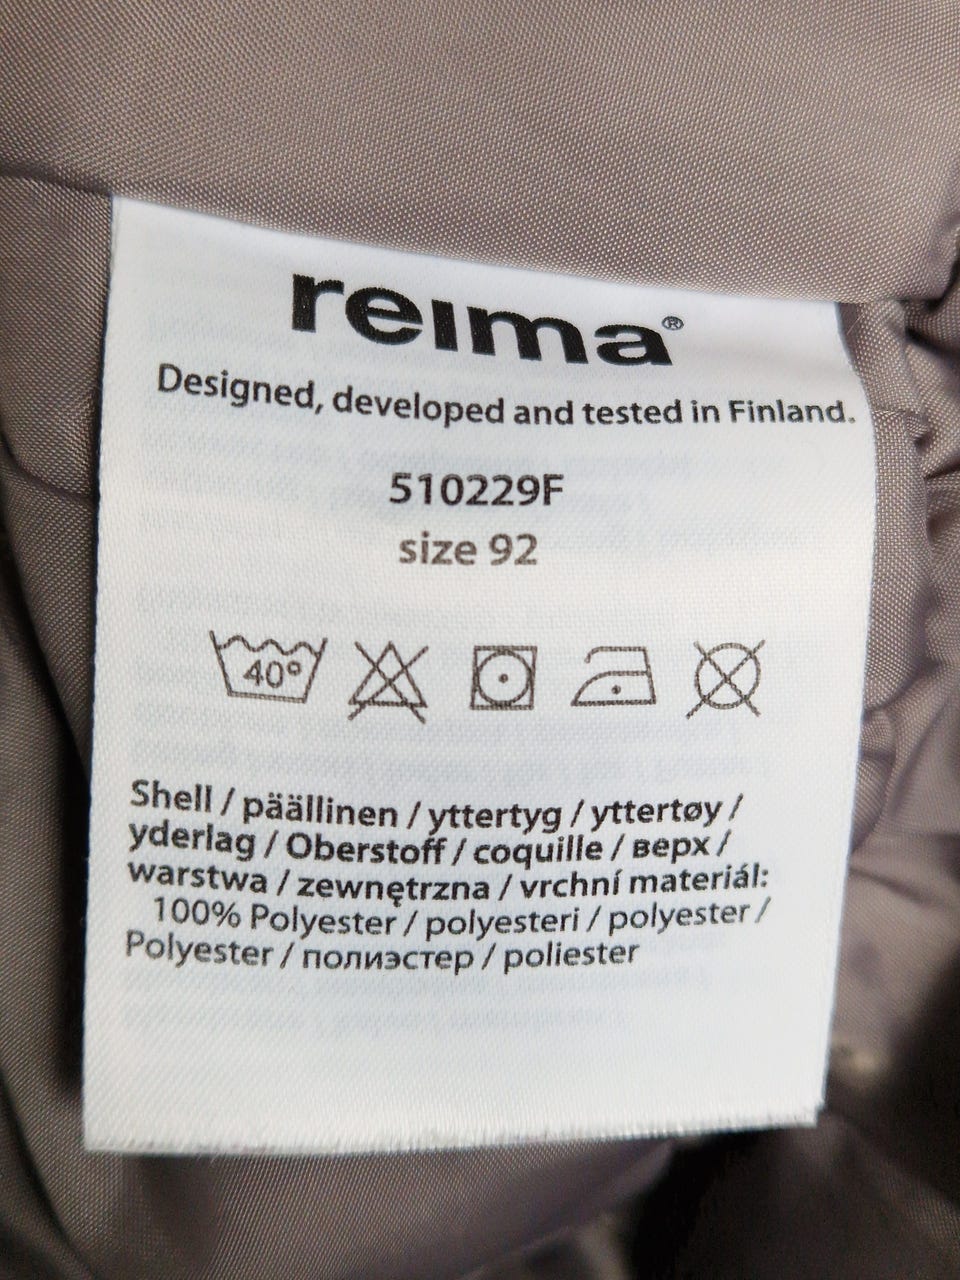 reima®
Designed, developed and tested in Finland.
510229F
size 92
40°
Shell / päällinen / yttertyg / yttertøy /
yderlag / Oberstoff / coquille / верх /
warstwa / zewnętrzna / vrchní materiál:
100% Polyester / polyesteri / polyester /
Polyester / полиэстер / poliester